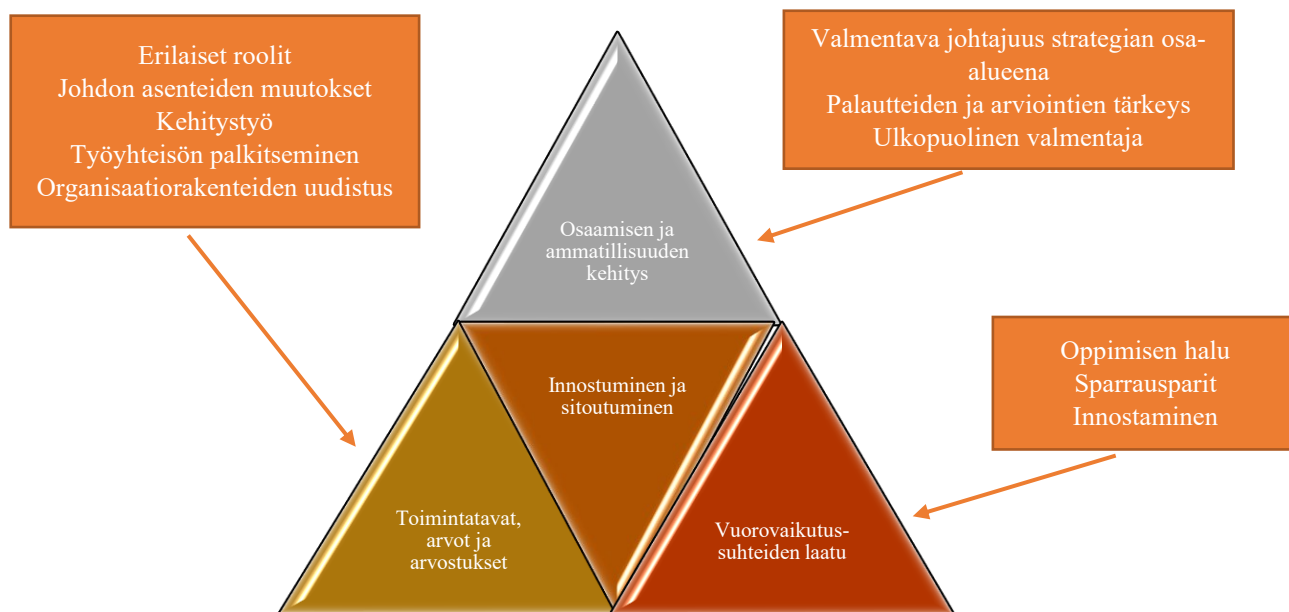 Erilaiset roolit
Johdon asenteiden muutokset
Kehitystyö
Työyhteisön palkitseminen
Organisaatiorakenteiden uudistus
Valmentava johtajuus strategian osa-
alueena
Palautteiden ja arviointien tärkeys
Ulkopuolinen valmentaja
Osaamisen ja
ammatillisuuden
kehitys
Innostuminen ja
sitoutuminen
Oppimisen halu
Sparrausparit
Innostaminen
Toimintatavat,
arvot ja
arvostukset
Vuorovaikutus-
suhteiden laatu